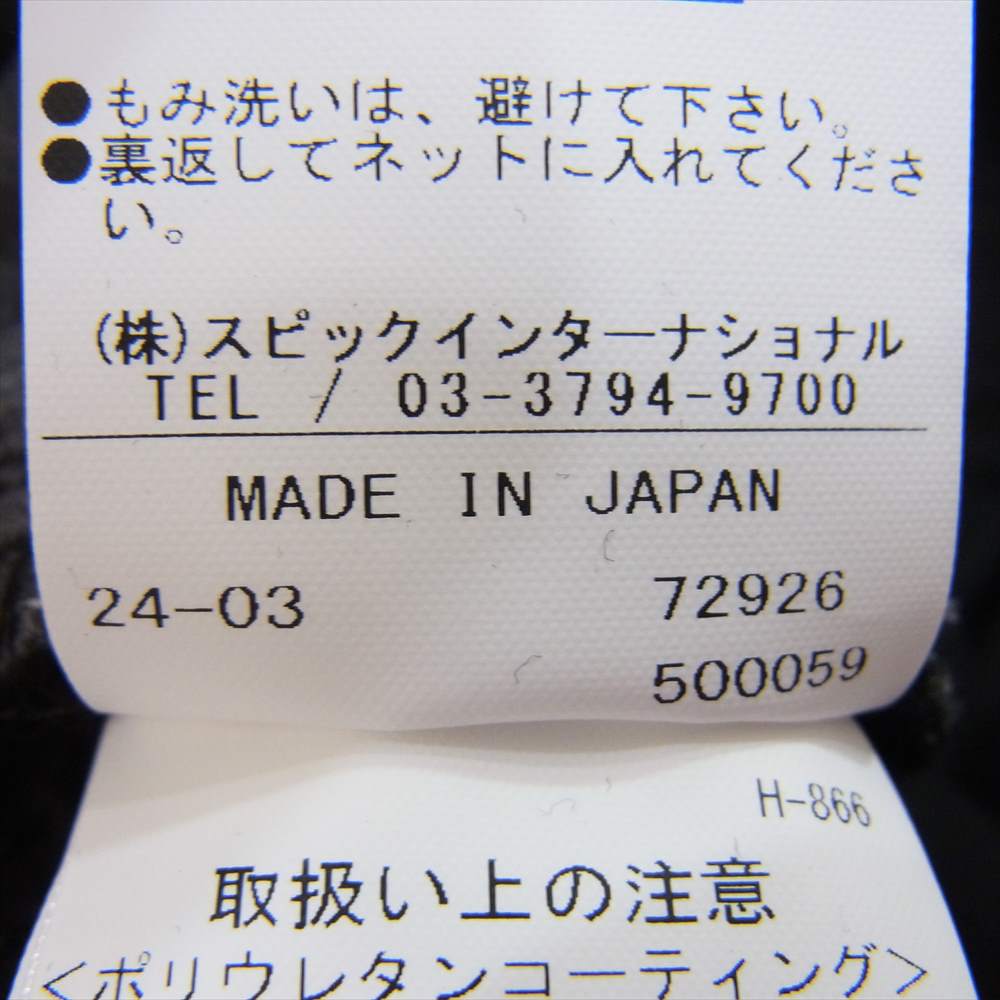 ●もみ洗いは、避けて下さい。
●裏返してネットに入れてくださ
い。
(株)スピックインターナショナル
TEL / 03-3794-9700
MADE IN JAPAN
24-03 72926
500059
H-866
取扱い上の注意
<ポリウレタンコーティング>